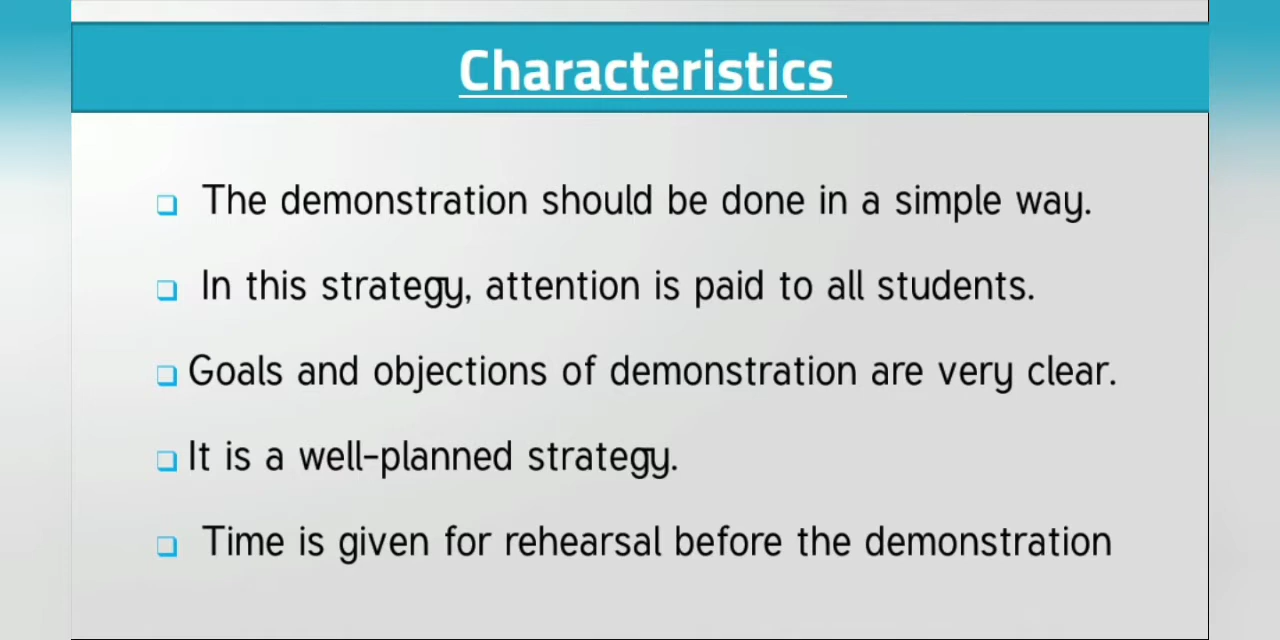 Characteristics
The demonstration should be done in a simple way.
In this strategy, attention is paid to all students.
Goals and objections of demonstration are very clear.
It is a well-planned strategy.
Time is given for rehearsal before the demonstration